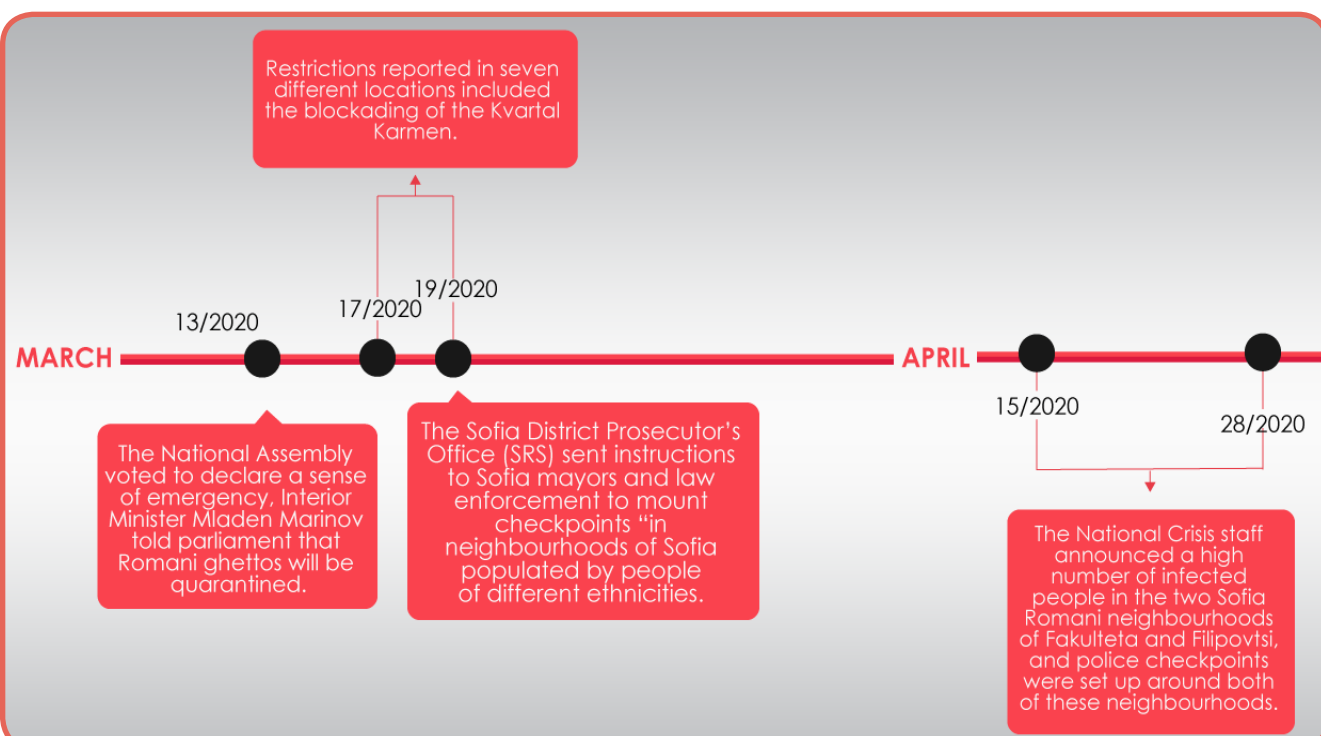 Restrictions reported in seven
different locations included
the blockading of the Kvartal
Karmen.
13/2020
17/2020
19/2020
MARCH
The National Assembly
voted to declare a sense
of emergency, Interior
Minister Mladen Marinov
told parliament that
Romani ghettos will be
quarantined.
The Sofia District Prosecutor’s
Office (SRS) sent instructions
to Sofia mayors and law
enforcement to mount
checkpoints “in
neighbourhoods of Sofia
populated by people
of different ethnicities.
APRIL
15/2020
28/2020
The National Crisis staff
announced a high
number of infected
people in the two Sofia
Romani neighbourhoods
of Fakulteta and Filipovtsi,
and police checkpoints
were set up around both
of these neighbourhoods.